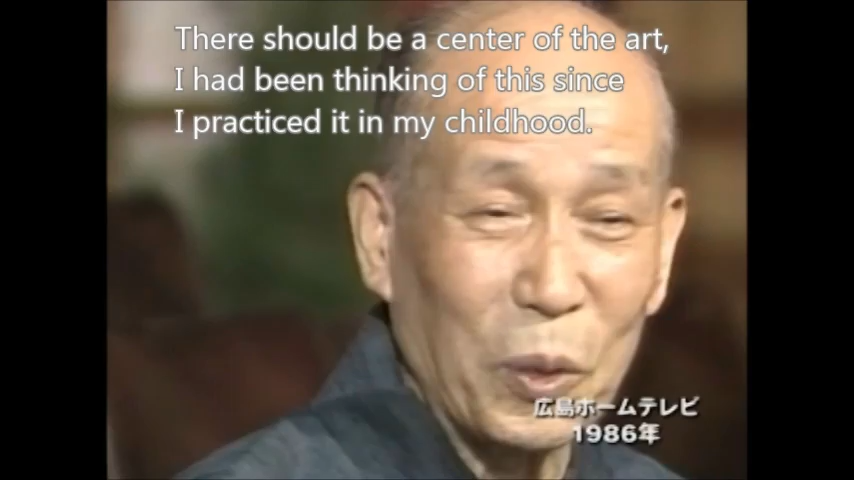 There should be a center of the art,
I had been thinking of this since
I practiced it in my childhood.
広島ホームテレビ
1986年